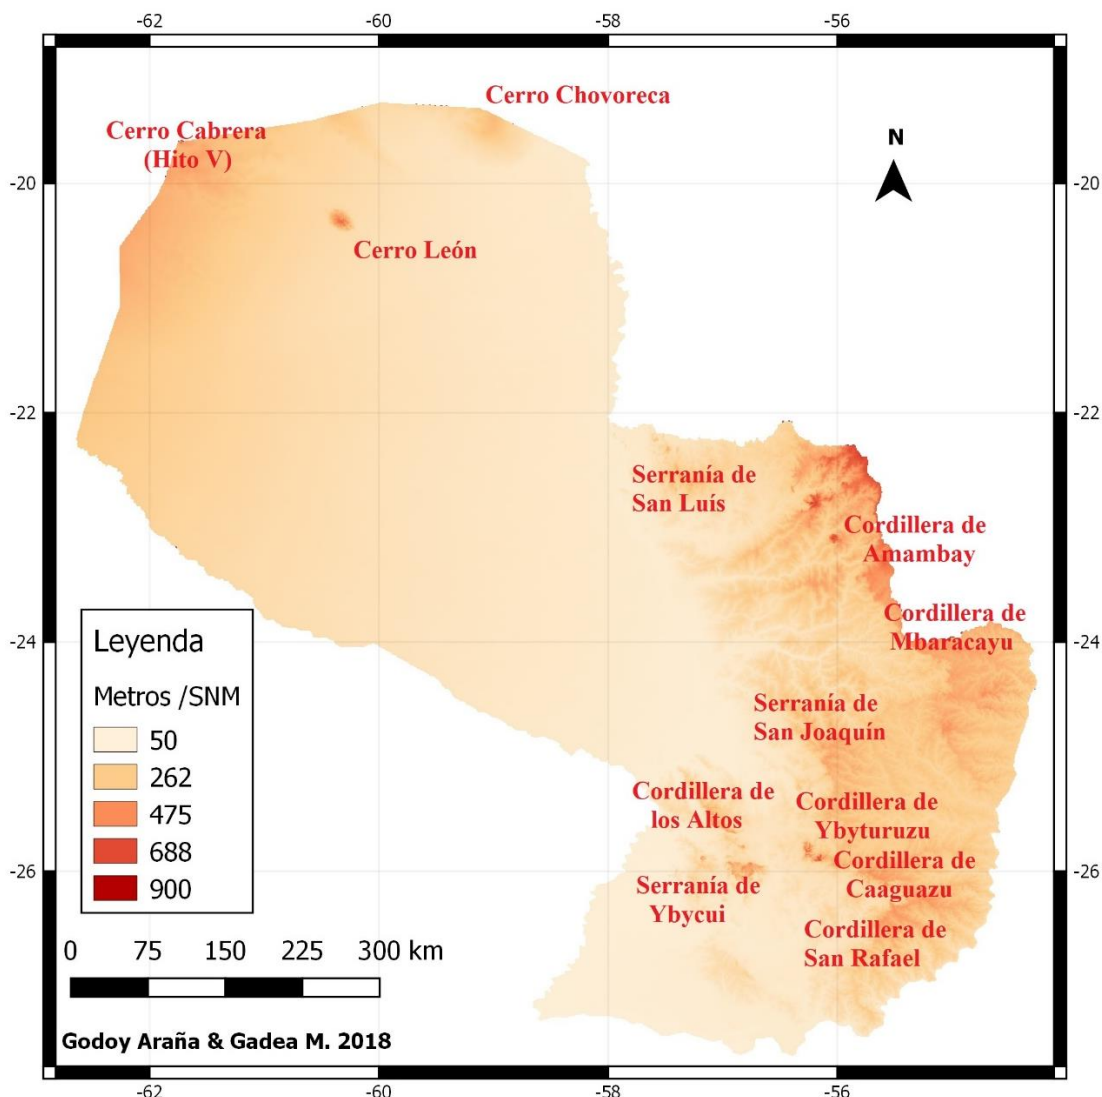 -62 -60 -58 -56
Cerro Chovoreca
Cerro Cabrera
(Hito V)
N
-20 -20
Cerro León
-22 -22
Serranía de
San Luís
Cordillera de
Amambay
Cordillera de
Mbaracayu
-24 -24
Leyenda
Metros /SNM
50
262
475
688
900
Serranía de
San Joaquín
Cordillera de
los Altos
Cordillera de
Ybyturuzu
Cordillera de
Caaguazu
-26 -26
Serranía de
Ybycui
Cordillera de
San Rafael
0 75 150 225 300 km
Godoy Araña & Gadea M. 2018
-62 -60 -58 -56